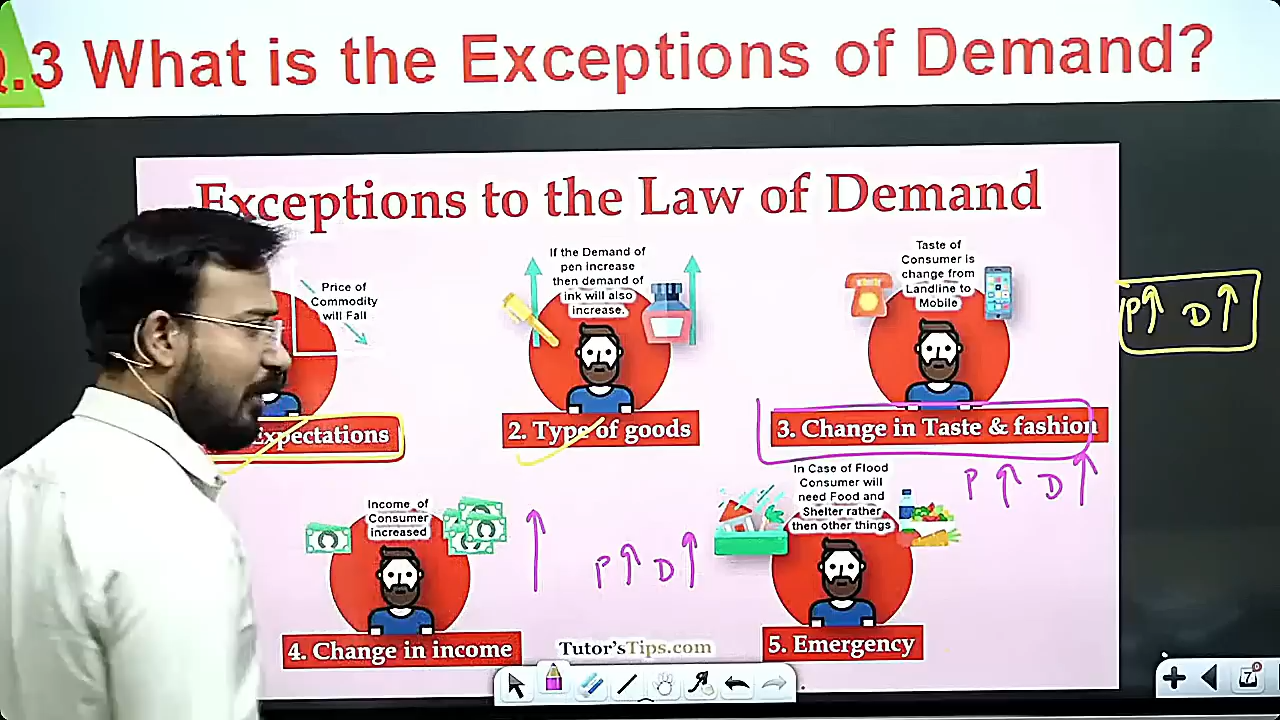 Q.3 What is the Exceptions of Demand?
Exceptions to the Law of Demand
Price of
Commodity
will Fall
Expectations
If the Demand of
pen increase
then demand of
ink will also
increase.
2. Type of goods
Taste of
Consumer is
change from
Landline to
Mobile
3. Change in Taste & fashion
P↑ D↑
P↑ D↑
Income of
Consumer
increased
4. Change in income
P↑ D↑
In Case of Flood
Consumer will
need Food and
Shelter rather
then other things
5. Emergency
Tutor'sTips.com
7